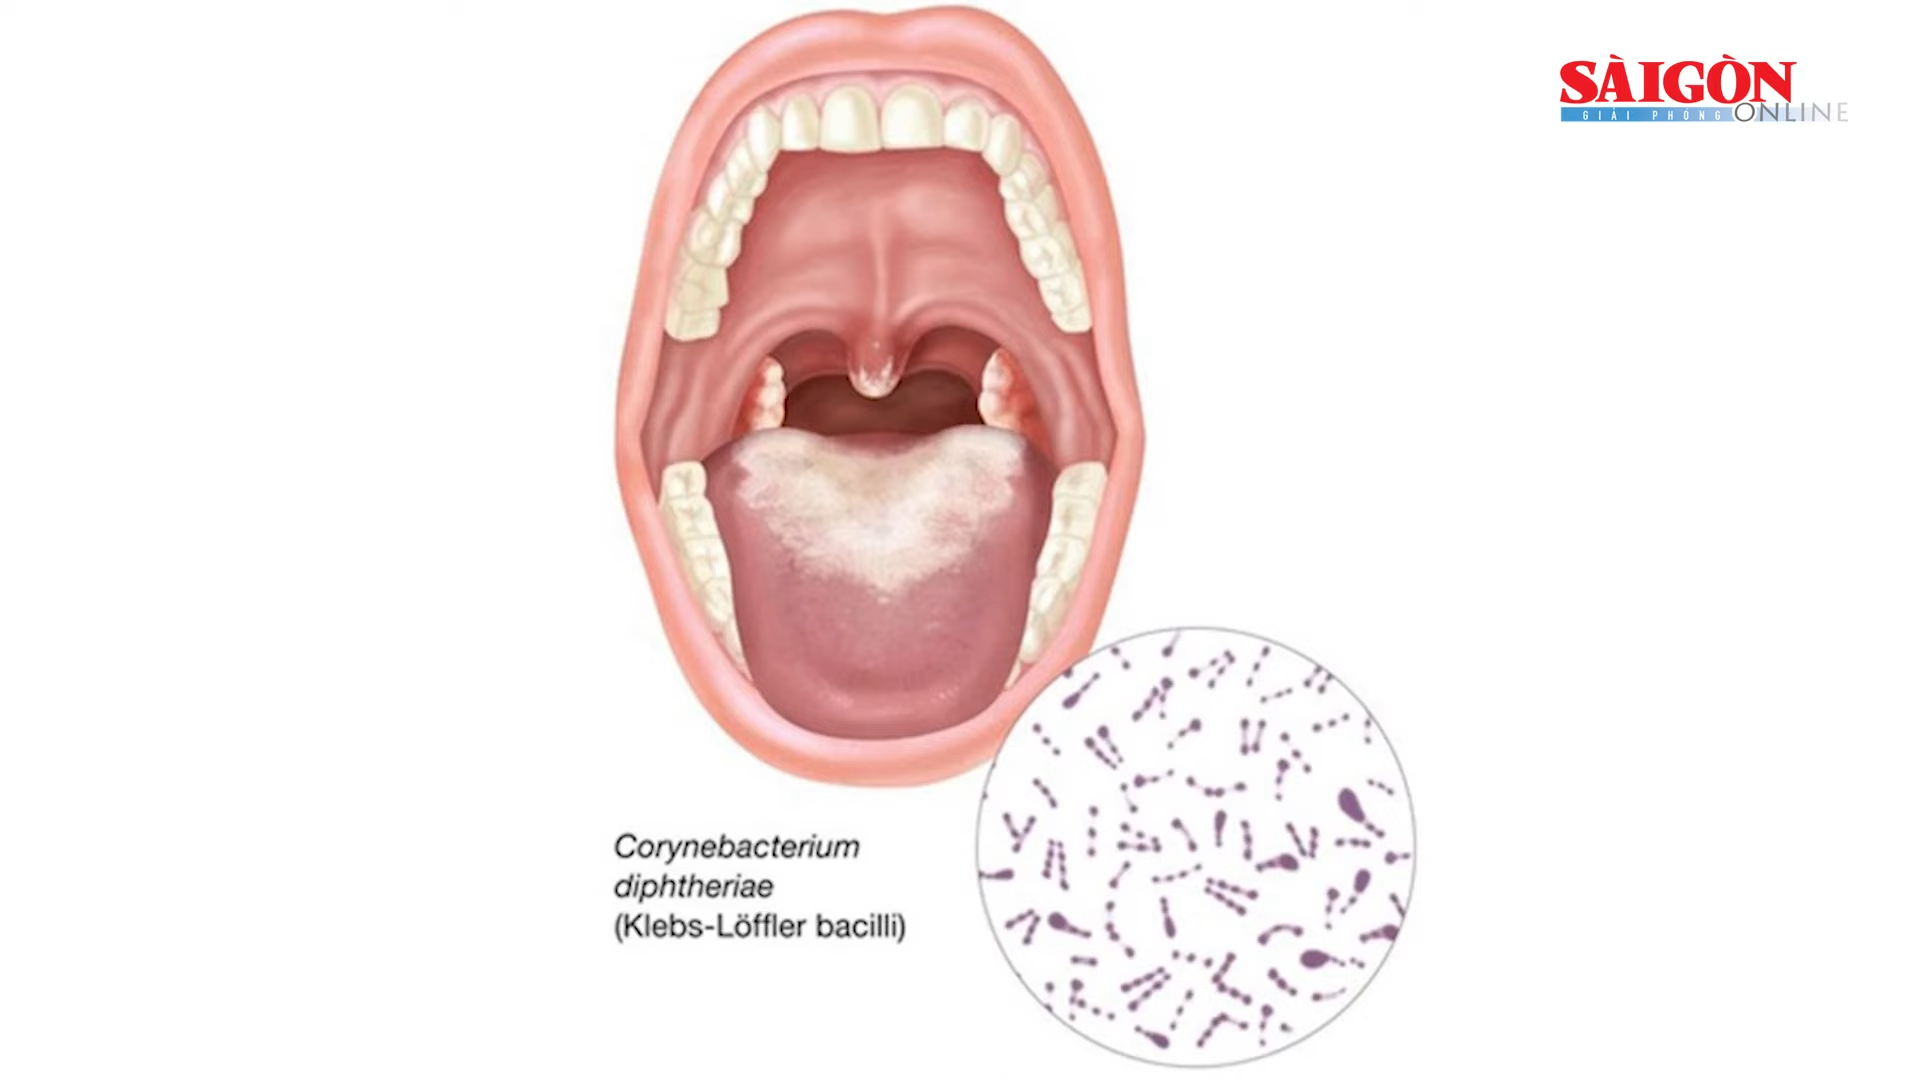 SÀIGÒN
GIẢI PHÓNG ONLINE
Corynebacterium
diphtheriae
(Klebs-Löffler bacilli)